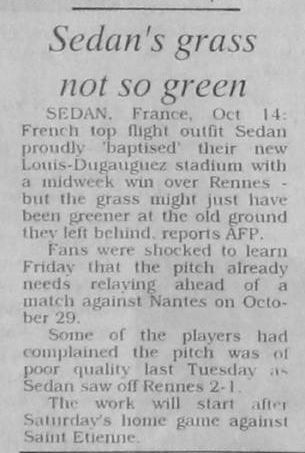 Sedan's grass
not so green
SEDAN, France, Oct 14:
French top flight outfit Sedan
proudly 'baptised' their new
Louis-Dugauguez stadium with
a midweek win over Rennes -
but the grass might just have
been greener at the old ground
they left behind, reports AFP.
Fans were shocked to learn
Friday that the pitch already
needs relaying ahead of a
match against Nantes on Octo-
ber 29.
Some of the players had
complained the pitch was of
poor quality last Tuesday as
Sedan saw off Rennes 2-1.
The work will start after
Saturday's home game against
Saint Etienne.